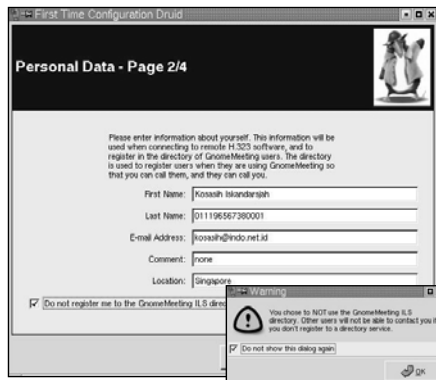 First Time Configuration Druid
Personal Data - Page 2/4
Please enter information about yourself. This information will be
used when connecting to remote H.323 software, and to
register in the directory of GnomeMeeting users. The directory
is used to register users when they are using GnomeMeeting so
that you can call them, and they can call you.
First Name: Kosasih Iskandarsjah
Last Name: 011196567380001
E-mail Address: kosasih@indo.net.id
Comment: none
Location: Singapore
Do not register me to the GnomeMeeting ILS direc
Warning
You chose to NOT use the GnomeMeeting ILS
directory. Other users will not be able to contact you if
you don't register to a directory service.
Do not show this dialog again
OK